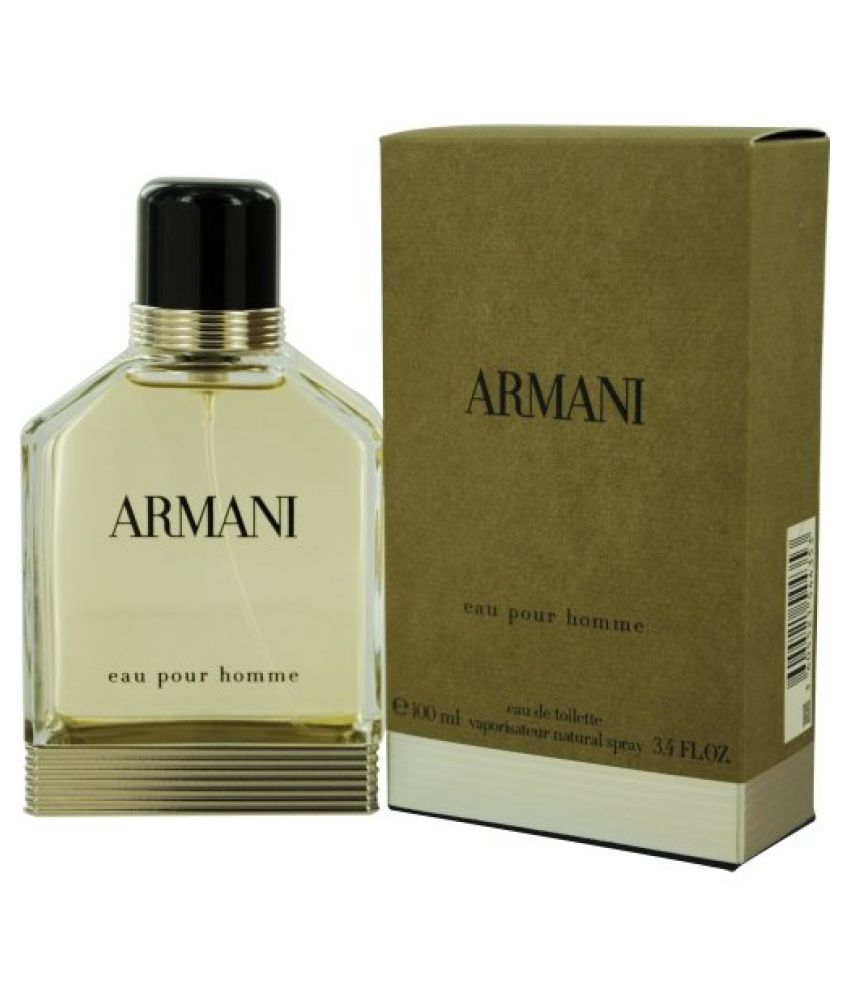 ARMANI
eau pour homme
ARMANI
eau pour homme
eau de toilette
e 100 ml vaporisateur natural spray 3.4 FL.OZ